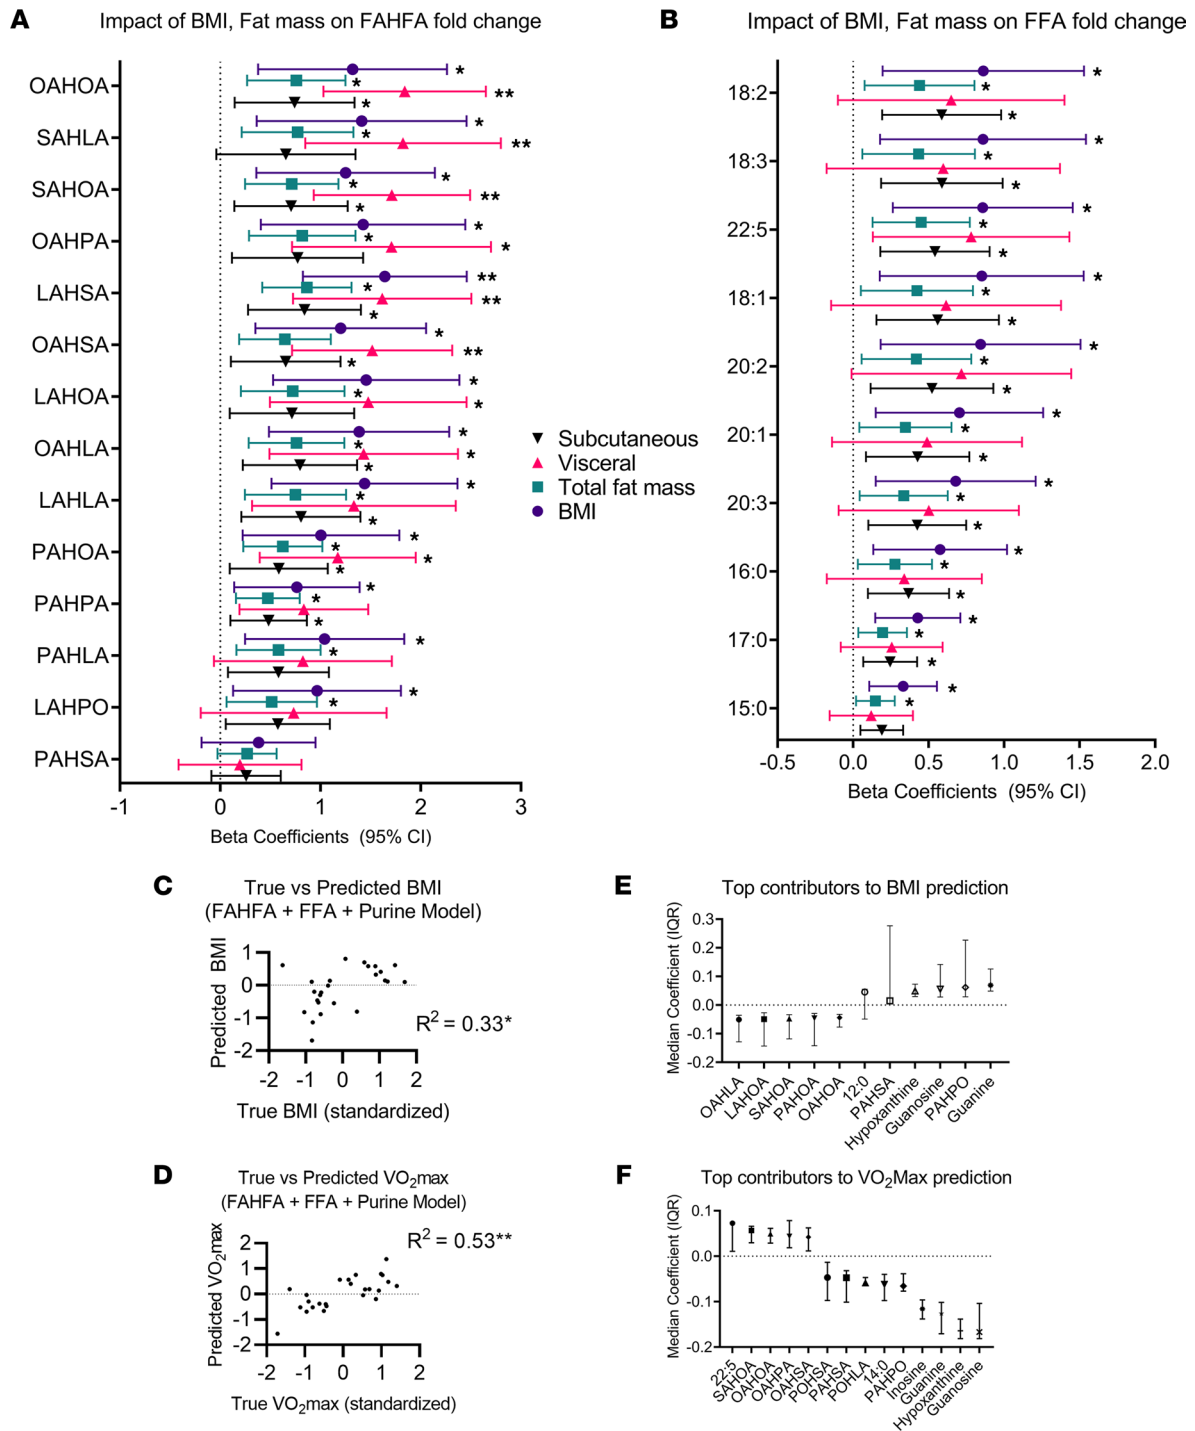 A
Impact of BMI, Fat mass on FAHFA fold change
OAHOA
* * ** *
SAHLA
* * **
SAHOA
* * ** *
OAHPA
* * *
LAHSA
** * ** *
OAHSA
* ** *
LAHOA
* * *
OAHLA
* * * *
LAHLA
* * *
PAHOA
* * * *
PAHPA
* * *
PAHLA
* *
LAHPO
* *
PAHSA
-1 0 1 2 3
Beta Coefficients (95% CI)
Subcutaneous
Visceral
Total fat mass
BMI
B
Impact of BMI, Fat mass on FFA fold change
18:2
* * *
18:3
* * *
22:5
* * *
18:1
* * *
20:2
* * *
20:1
* * *
20:3
* * *
16:0
* * *
17:0
* * *
15:0
* *
-0.5 0.0 0.5 1.0 1.5 2.0
Beta Coefficients (95% CI)
C
True vs Predicted BMI
(FAHFA + FFA + Purine Model)
Predicted BMI
1
0
-1
-2
R2 = 0.33*
-2 -1 0 1 2
True BMI (standardized)
D
True vs Predicted VO2max
(FAHFA + FFA + Purine Model)
R2 = 0.53**
Predicted VO2max
2
1
0
-1
-2
-2 -1 0 1 2
True VO2max (standardized)
E
Top contributors to BMI prediction
Median Coefficient (IQR)
0.3
0.2
0.1
0.0
-0.1
-0.2
OAHLA
LAHOA
SAHOA
PAHOA
OAHOA
12:0
PAHSA
Hypoxanthine
Guanosine
PAHPO
Guanine
F
Top contributors to VO2Max prediction
Median Coefficient (IQR)
0.1
0.0
-0.1
-0.2
22:5
SAHOA
OAHOA
OAHPA
OAHSA
POHSA
PAHSA
POHLA
14:0
PAHPO
Inosine
Guanine
Hypoxanthine
Guanosine